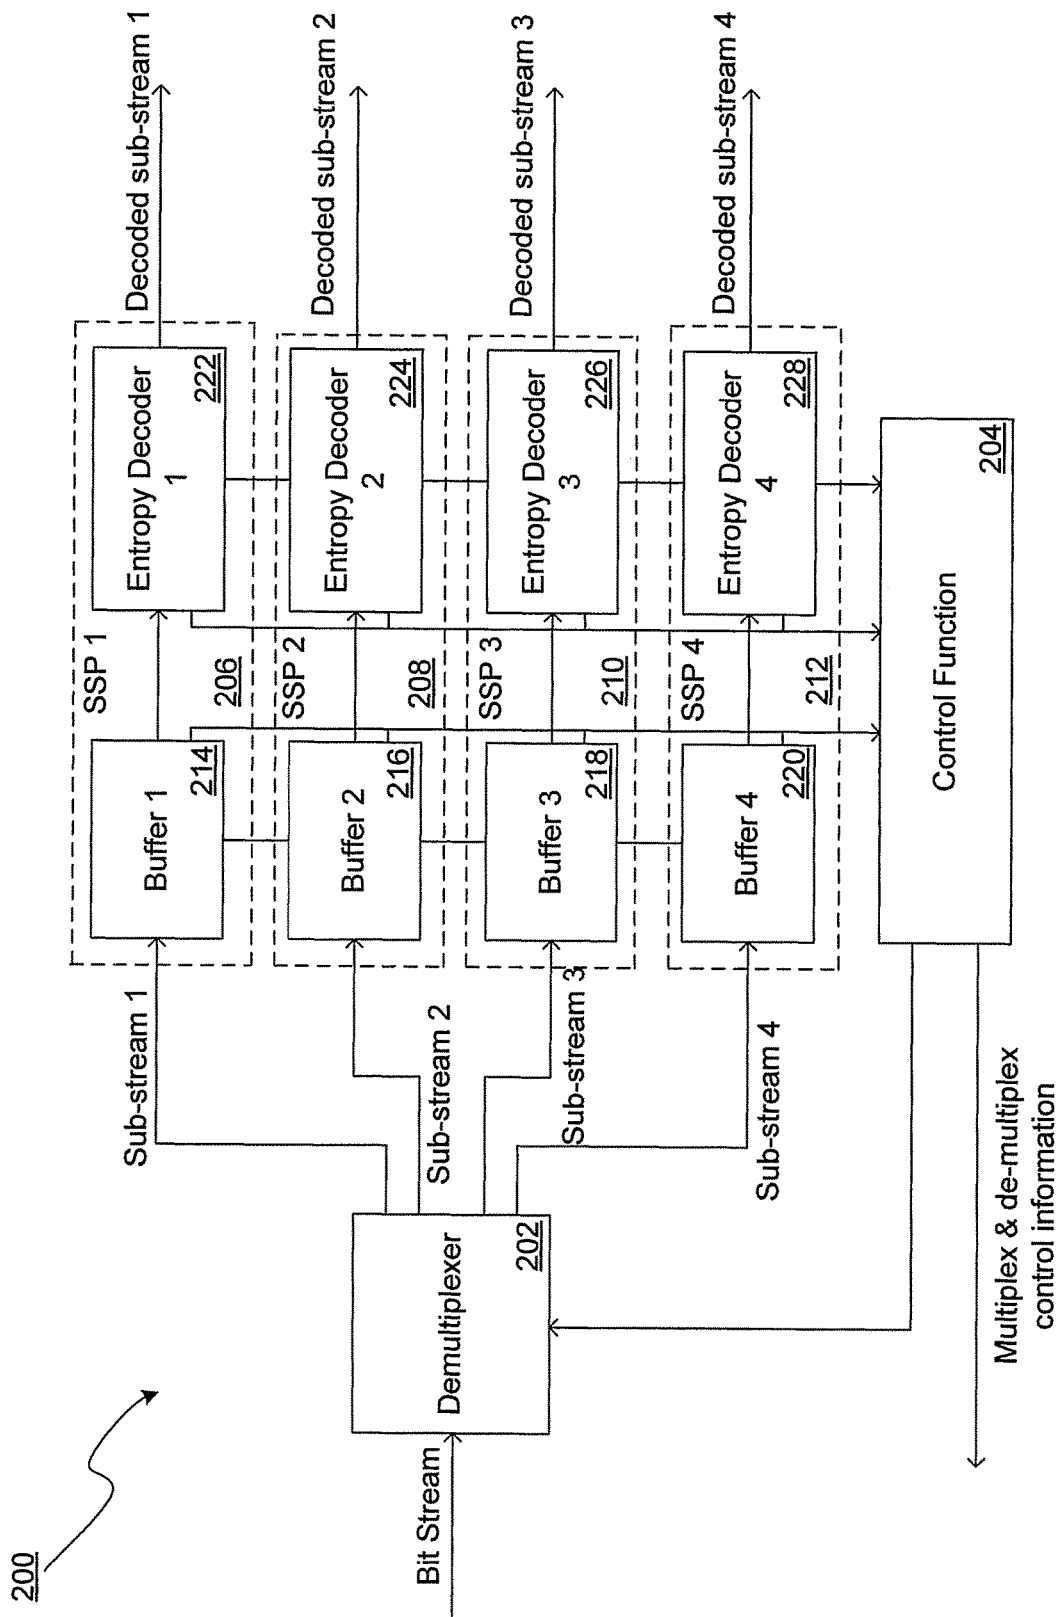 200
Bit Stream
Demultiplexer
202
Sub-stream 1
Sub-stream 2
Sub-stream 3
Sub-stream 4
SSP 1
206
Buffer 1
214
Entropy Decoder
1
222
Decoded sub-stream 1
SSP 2
208
Buffer 2
216
Entropy Decoder
2
224
Decoded sub-stream 2
SSP 3
210
Buffer 3
218
Entropy Decoder
3
226
Decoded sub-stream 3
SSP 4
212
Buffer 4
220
Entropy Decoder
4
228
Decoded sub-stream 4
Control Function
204
Multiplex & de-multiplex
control information